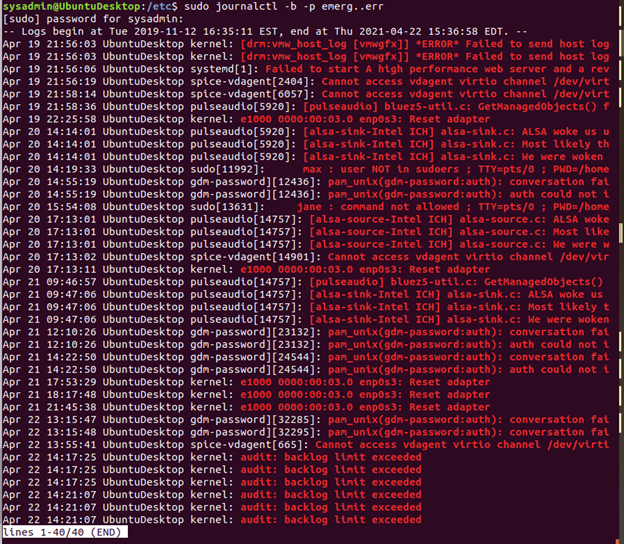 sysadmin@UbuntuDesktop:/etc$ sudo journalctl -b -p emerg..err
[sudo] password for sysadmin:
-- Logs begin at Tue 2019-11-12 16:35:11 EST, end at Thu 2021-04-22 15:36:58 EDT. --
Apr 19 21:56:03 UbuntuDesktop kernel: [drm:vmw_host_log [vmwgfx]] *ERROR* Failed to send host log
Apr 19 21:56:03 UbuntuDesktop kernel: [drm:vmw_host_log [vmwgfx]] *ERROR* Failed to send host log
Apr 19 21:56:06 UbuntuDesktop systemd[1]: Failed to start A high performance web server and a rev
Apr 19 21:56:19 UbuntuDesktop spice-vdagent[2404]: Cannot access vdagent virtio channel /dev/virt
Apr 19 21:58:14 UbuntuDesktop spice-vdagent[6057]: Cannot access vdagent virtio channel /dev/virt
Apr 19 21:58:36 UbuntuDesktop pulseaudio[5920]: [pulseaudio] bluez5-util.c: GetManagedObjects() f
Apr 19 22:25:58 UbuntuDesktop kernel: e1000 0000:00:03.0 enp0s3: Reset adapter
Apr 20 14:14:01 UbuntuDesktop pulseaudio[5920]: [alsa-sink-Intel ICH] alsa-sink.c: ALSA woke us u
Apr 20 14:14:01 UbuntuDesktop pulseaudio[5920]: [alsa-sink-Intel ICH] alsa-sink.c: Most likely th
Apr 20 14:14:01 UbuntuDesktop pulseaudio[5920]: [alsa-sink-Intel ICH] alsa-sink.c: We were woken
Apr 20 14:19:33 UbuntuDesktop sudo[11992]: max : user NOT in sudoers ; TTY=pts/0 ; PWD=/home
Apr 20 14:55:19 UbuntuDesktop gdm-password][12436]: pam_unix(gdm-password:auth): conversation fai
Apr 20 14:55:19 UbuntuDesktop gdm-password][12436]: pam_unix(gdm-password:auth): auth could not i
Apr 20 15:54:08 UbuntuDesktop sudo[13631]: jane : command not allowed ; TTY=pts/0 ; PWD=/home
Apr 20 17:13:01 UbuntuDesktop pulseaudio[14757]: [alsa-source-Intel ICH] alsa-source.c: ALSA woke
Apr 20 17:13:01 UbuntuDesktop pulseaudio[14757]: [alsa-source-Intel ICH] alsa-source.c: Most like
Apr 20 17:13:01 UbuntuDesktop pulseaudio[14757]: [alsa-source-Intel ICH] alsa-source.c: We were w
Apr 20 17:13:02 UbuntuDesktop spice-vdagent[14901]: Cannot access vdagent virtio channel /dev/vir
Apr 20 17:13:11 UbuntuDesktop kernel: e1000 0000:00:03.0 enp0s3: Reset adapter
Apr 21 09:46:57 UbuntuDesktop pulseaudio[14757]: [pulseaudio] bluez5-util.c: GetManagedObjects()
Apr 21 09:47:06 UbuntuDesktop pulseaudio[14757]: [alsa-sink-Intel ICH] alsa-sink.c: ALSA woke us
Apr 21 09:47:06 UbuntuDesktop pulseaudio[14757]: [alsa-sink-Intel ICH] alsa-sink.c: Most likely t
Apr 21 09:47:06 UbuntuDesktop pulseaudio[14757]: [alsa-sink-Intel ICH] alsa-sink.c: We were woken
Apr 21 12:10:26 UbuntuDesktop gdm-password][23132]: pam_unix(gdm-password:auth): conversation fai
Apr 21 12:10:26 UbuntuDesktop gdm-password][23132]: pam_unix(gdm-password:auth): auth could not i
Apr 21 14:22:50 UbuntuDesktop gdm-password][24544]: pam_unix(gdm-password:auth): conversation fai
Apr 21 14:22:50 UbuntuDesktop gdm-password][24544]: pam_unix(gdm-password:auth): auth could not i
Apr 21 17:53:29 UbuntuDesktop kernel: e1000 0000:00:03.0 enp0s3: Reset adapter
Apr 21 18:17:48 UbuntuDesktop kernel: e1000 0000:00:03.0 enp0s3: Reset adapter
Apr 21 21:45:38 UbuntuDesktop kernel: e1000 0000:00:03.0 enp0s3: Reset adapter
Apr 22 13:15:47 UbuntuDesktop gdm-password][32285]: pam_unix(gdm-password:auth): conversation fai
Apr 22 13:15:48 UbuntuDesktop gdm-password][32295]: pam_unix(gdm-password:auth): conversation fai
Apr 22 13:55:41 UbuntuDesktop spice-vdagent[665]: Cannot access vdagent virtio channel /dev/virti
Apr 22 14:17:25 UbuntuDesktop kernel: audit: backlog limit exceeded
Apr 22 14:17:25 UbuntuDesktop kernel: audit: backlog limit exceeded
Apr 22 14:17:25 UbuntuDesktop kernel: audit: backlog limit exceeded
Apr 22 14:21:07 UbuntuDesktop kernel: audit: backlog limit exceeded
Apr 22 14:21:07 UbuntuDesktop kernel: audit: backlog limit exceeded
Apr 22 14:21:07 UbuntuDesktop kernel: audit: backlog limit exceeded
lines 1-40/40 (END)